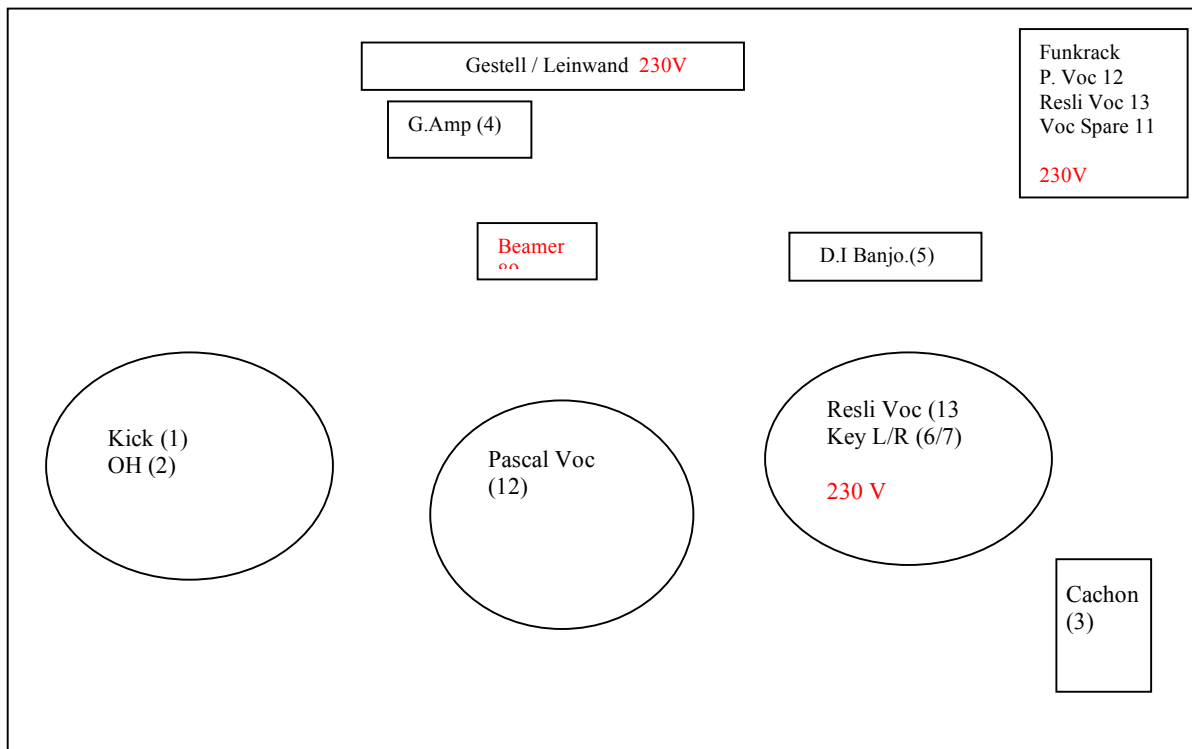 Gestell / Leinwand 230V
G.Amp (4)
Funkrack
P. Voc 12
Resli Voc 13
Voc Spare 11
230V
Beamer
D.I Banjo.(5)
Kick (1)
OH (2)
Pascal Voc
(12)
Resli Voc (13
Key L/R (6/7)
230 V
Cachon
(3)